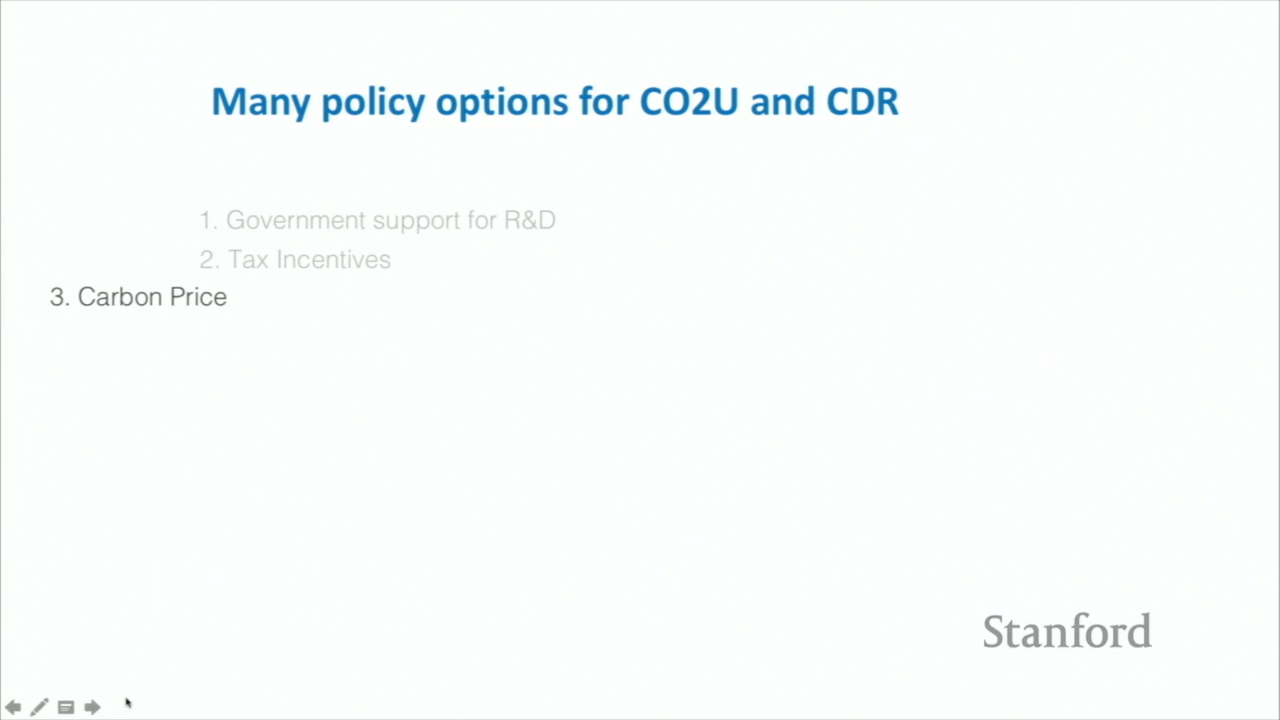 Many policy options for CO2U and CDR
1. Government support for R&D
2. Tax Incentives
3. Carbon Price
Stanford